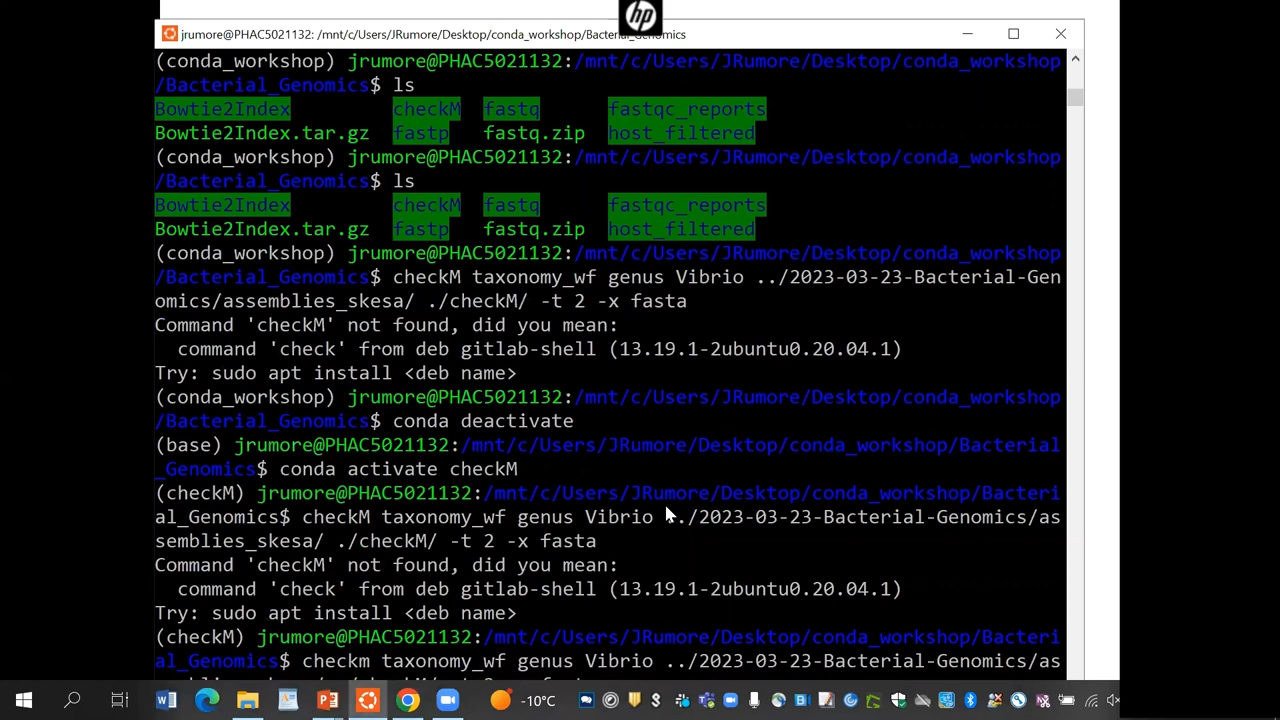 hp
jrumore@PHAC5021132: /mnt/c/Users/JRumore/Desktop/conda_workshop/Bacterial_Genomics
(conda_workshop) jrumore@PHAC5021132:/mnt/c/Users/JRumore/Desktop/conda_workshop
/Bacterial_Genomics$ ls
Bowtie2Index checkM fastq fastqc_reports
Bowtie2Index.tar.gz fastp fastq.zip host_filtered
(conda_workshop) jrumore@PHAC5021132:/mnt/c/Users/JRumore/Desktop/conda_workshop
/Bacterial_Genomics$ ls
Bowtie2Index checkM fastq fastqc_reports
Bowtie2Index.tar.gz fastp fastq.zip host_filtered
(conda_workshop) jrumore@PHAC5021132:/mnt/c/Users/JRumore/Desktop/conda_workshop
/Bacterial_Genomics$ checkM taxonomy_wf genus Vibrio ../2023-03-23-Bacterial-Gen
omics/assemblies_skesa/ ./checkM/ -t 2 -x fasta
Command 'checkM' not found, did you mean:
command 'check' from deb gitlab-shell (13.19.1-2ubuntu0.20.04.1)
Try: sudo apt install <deb name>
(conda_workshop) jrumore@PHAC5021132:/mnt/c/Users/JRumore/Desktop/conda_workshop
/Bacterial_Genomics$ conda deactivate
(base) jrumore@PHAC5021132:/mnt/c/Users/JRumore/Desktop/conda_workshop/Bacterial
_Genomics$ conda activate checkM
(checkM) jrumore@PHAC5021132:/mnt/c/Users/JRumore/Desktop/conda_workshop/Bacteri
al_Genomics$ checkM taxonomy_wf genus Vibrio ../2023-03-23-Bacterial-Genomics/as
semblies_skesa/ ./checkM/ -t 2 -x fasta
Command 'checkM' not found, did you mean:
command 'check' from deb gitlab-shell (13.19.1-2ubuntu0.20.04.1)
Try: sudo apt install <deb name>
(checkM) jrumore@PHAC5021132:/mnt/c/Users/JRumore/Desktop/conda_workshop/Bacteri
al_Genomics$ checkm taxonomy_wf genus Vibrio ../2023-03-23-Bacterial-Genomics/as
-10°C